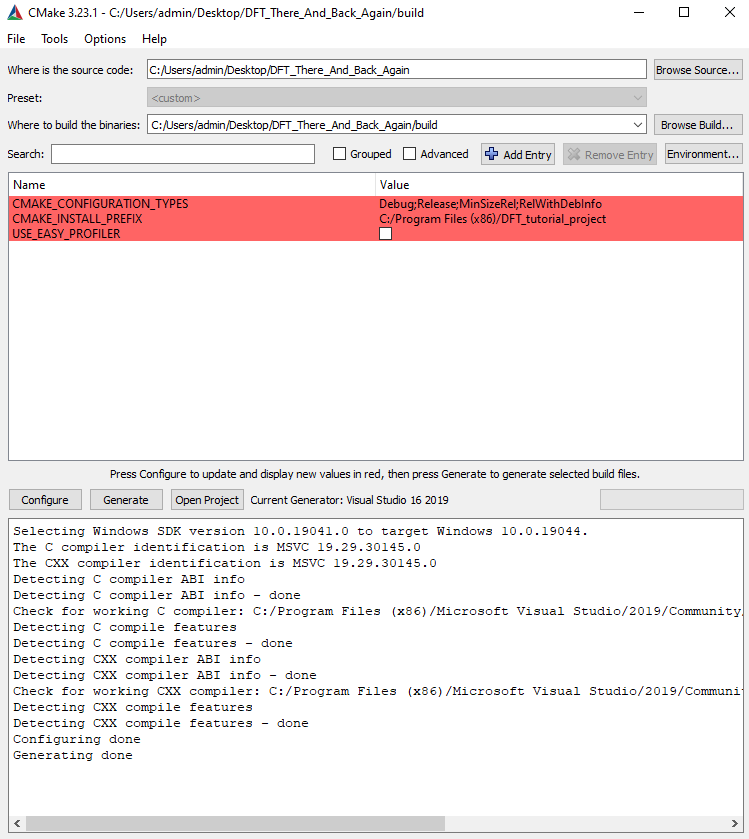 CMake 3.23.1 - C:/Users/admin/Desktop/DFT_There_And_Back_Again/build
File Tools Options Help
Where is the source code: C:/Users/admin/Desktop/DFT_There_And_Back_Again Browse Source...
Preset: <custom>
Where to build the binaries: C:/Users/admin/Desktop/DFT_There_And_Back_Again/build Browse Build...
Search: Grouped Advanced Add Entry Remove Entry Environment...
Name Value
CMAKE_CONFIGURATION_TYPES Debug;Release;MinSizeRel;RelWithDebInfo
CMAKE_INSTALL_PREFIX C:/Program Files (x86)/DFT_tutorial_project
USE_EASY_PROFILER
Press Configure to update and display new values in red, then press Generate to generate selected build files.
Configure Generate Open Project Current Generator: Visual Studio 16 2019
Selecting Windows SDK version 10.0.19041.0 to target Windows 10.0.19044.
The C compiler identification is MSVC 19.29.30145.0
The CXX compiler identification is MSVC 19.29.30145.0
Detecting C compiler ABI info
Detecting C compiler ABI info - done
Check for working C compiler: C:/Program Files (x86)/Microsoft Visual Studio/2019/Community/
Detecting C compile features
Detecting C compile features - done
Detecting CXX compiler ABI info
Detecting CXX compiler ABI info - done
Check for working CXX compiler: C:/Program Files (x86)/Microsoft Visual Studio/2019/Communi
Detecting CXX compile features
Detecting CXX compile features - done
Configuring done
Generating done